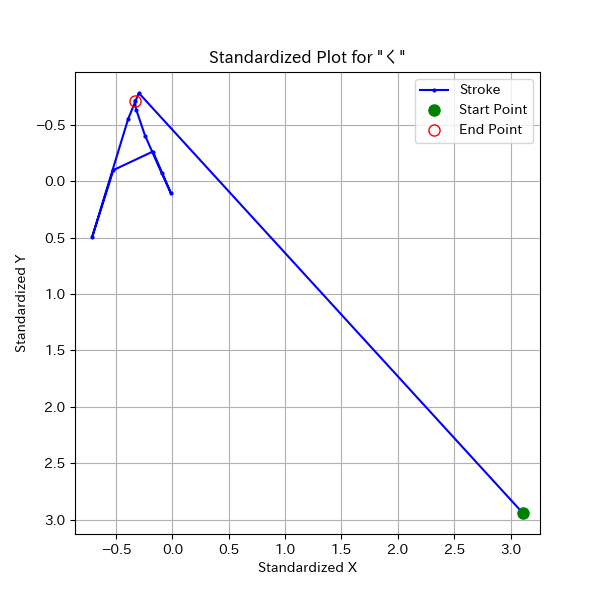 Standardized Plot for "く"
Stroke
Start Point
End Point
−0.5
0.0
0.5
1.0
1.5
2.0
2.5
3.0
Standardized Y
−0.5 0.0 0.5 1.0 1.5 2.0 2.5 3.0
Standardized X